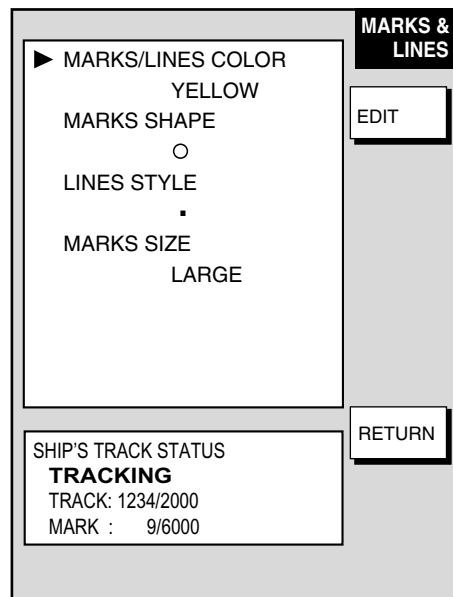 MARKS &
LINES
▶ MARKS/LINES COLOR
YELLOW
MARKS SHAPE
○
LINES STYLE
.
MARKS SIZE
LARGE
EDIT
RETURN
SHIP'S TRACK STATUS
TRACKING
TRACK: 1234/2000
MARK : 9/6000